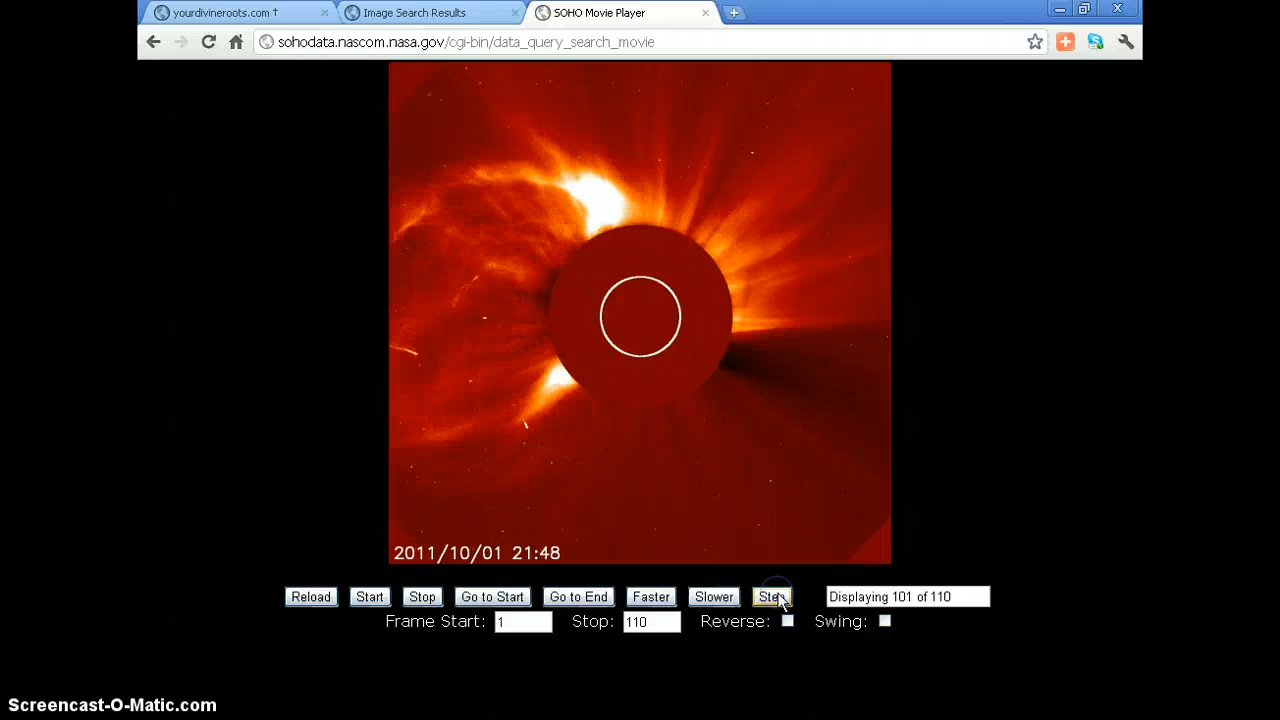 yourdivineroots.com †
Image Search Results
SOHO Movie Player
sohodata.nascom.nasa.gov/cgi-bin/data_query_search_movie
2011/10/01 21:48
Reload Start Stop Go to Start Go to End Faster Slower Step Displaying 101 of 110
Frame Start: 1 Stop: 110 Reverse: Swing:
Screencast-O-Matic.com